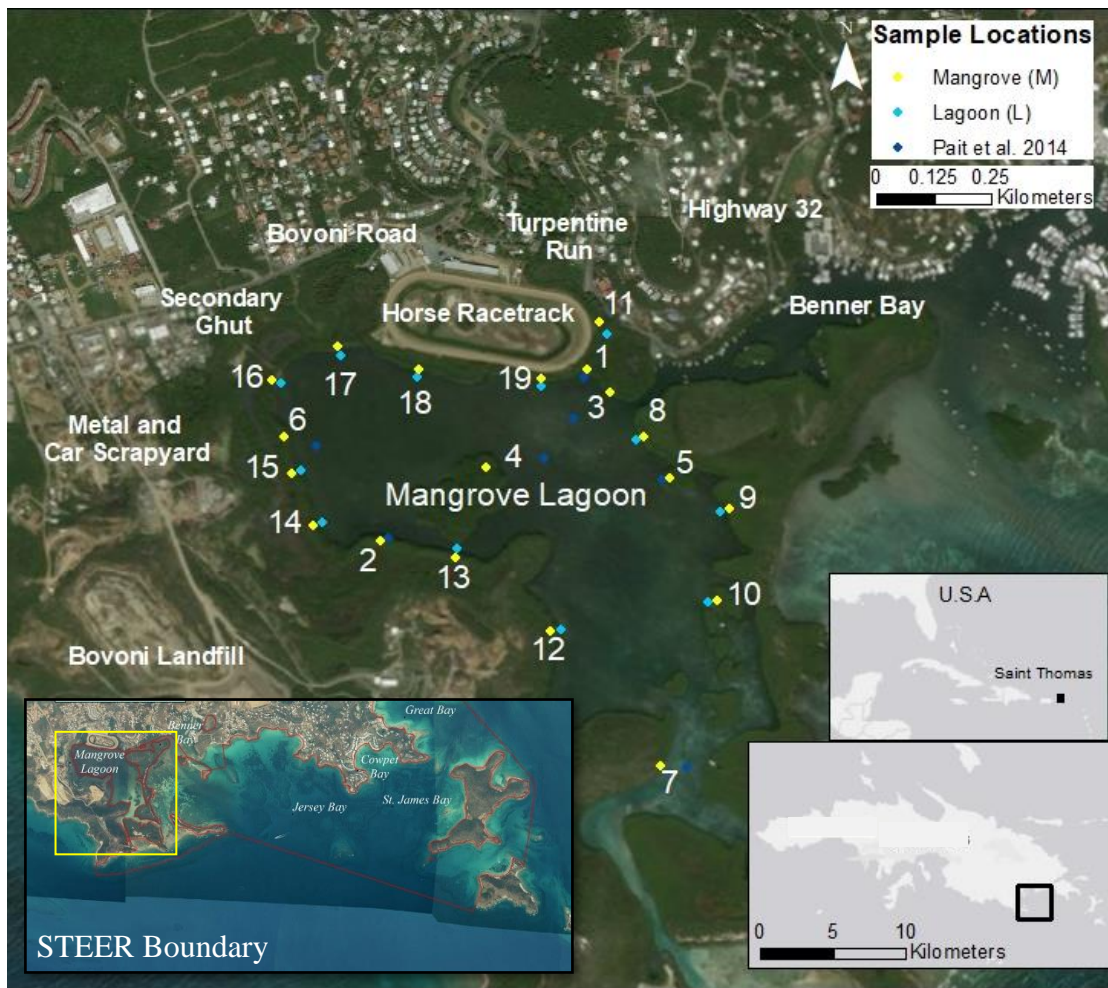 N
Sample Locations
Mangrove (M)
Lagoon (L)
Pait et al. 2014
0 0.125 0.25
Kilometers
Highway 32
Turpentine
Run
Bovoni Road
Secondary
Ghut
Horse Racetrack
Benner Bay
11
1
16
17
18
19
3
8
6
Metal and
Car Scrapyard
4
5
15
Mangrove Lagoon
9
14
2
13
10
12
Bovoni Landfill
7
U.S.A
Saint Thomas
Great Bay
Benner
Bay
Mangrove
Lagoon
Cowpet
Bay
Jersey Bay
St. James Bay
STEER Boundary
0 5 10
Kilometers